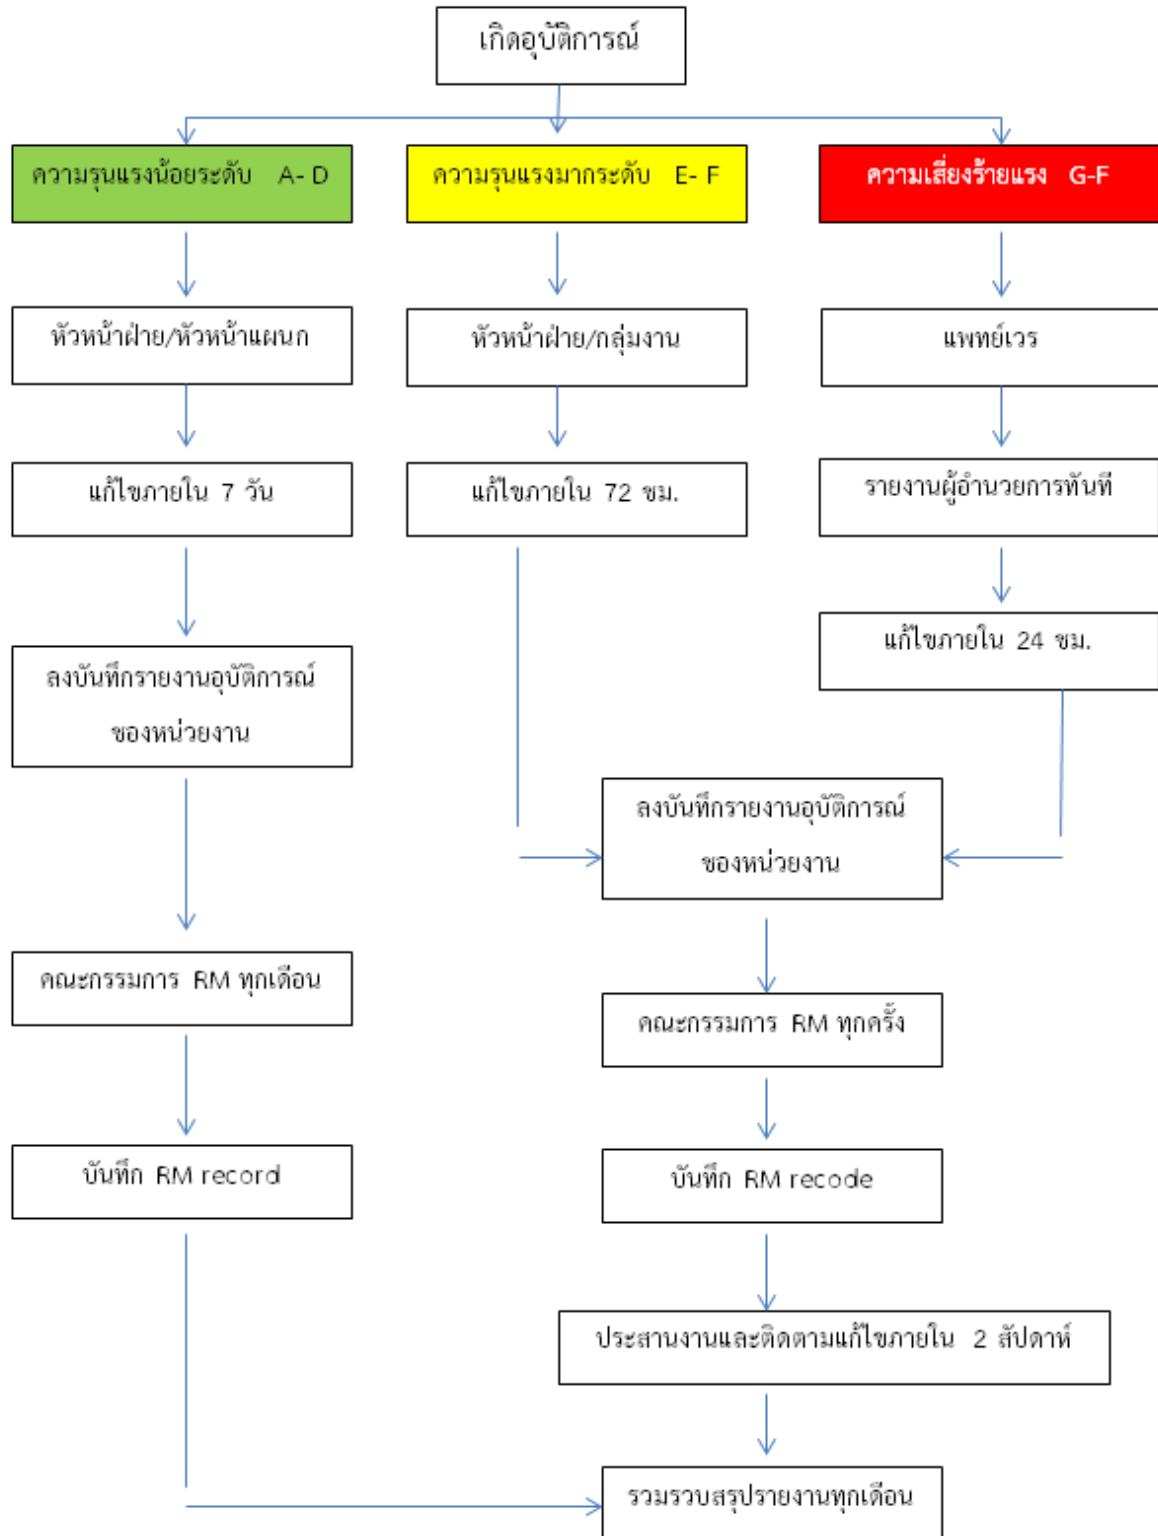 เกิดอุบัติการณ์
ความรุนแรงน้อยระดับ A- D
ความรุนแรงมากระดับ E- F
ความเสี่ยงร้ายแรง G-F
หัวหน้าฝ่าย/หัวหน้าแผนก
หัวหน้าฝ่าย/กลุ่มงาน
แพทย์เวร
แก้ไขภายใน 7 วัน
แก้ไขภายใน 72 ชม.
รายงานผู้อำนวยการทันที
แก้ไขภายใน 24 ชม.
ลงบันทึกรายงานอุบัติการณ์
ของหน่วยงาน
ลงบันทึกรายงานอุบัติการณ์
ของหน่วยงาน
คณะกรรมการ RM ทุกเดือน
คณะกรรมการ RM ทุกครั้ง
บันทึก RM record
บันทึก RM recode
ประสานงานและติดตามแก้ไขภายใน 2 สัปดาห์
รวมรวบสรุปรายงานทุกเดือน